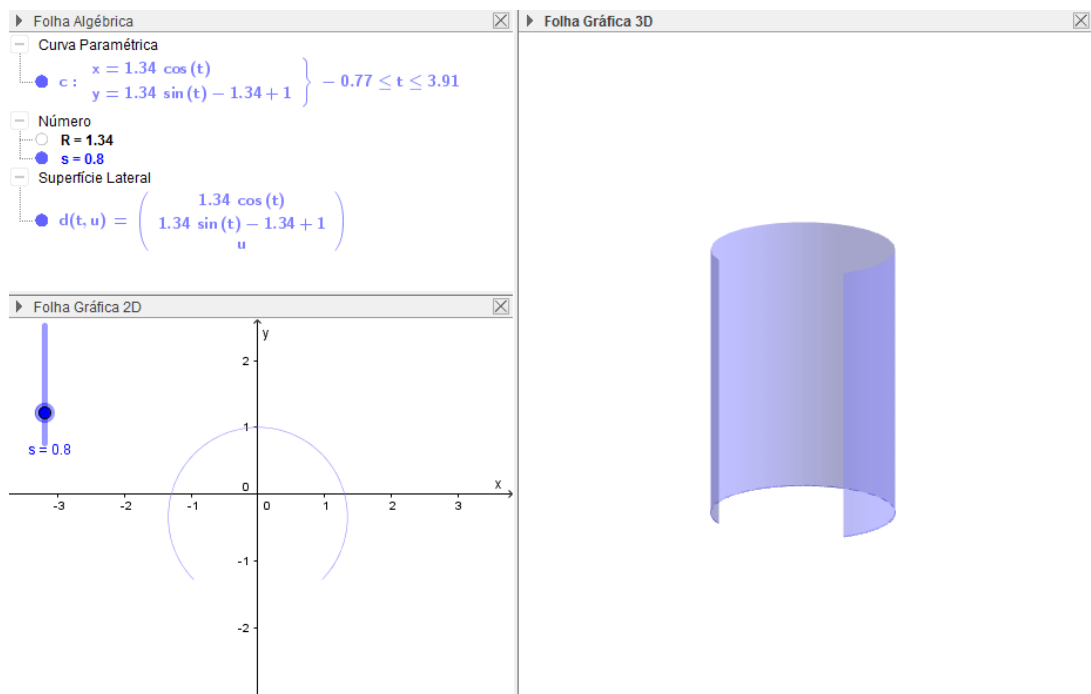 Folha Algébrica
Curva Paramétrica
c : x = 1.34 cos (t)
y = 1.34 sin (t) − 1.34 + 1 } − 0.77 ≤ t ≤ 3.91
Número
R = 1.34
s = 0.8
Superfície Lateral
d(t, u) = ( 1.34 cos (t)
1.34 sin (t) − 1.34 + 1
u )
Folha Gráfica 2D
s = 0.8
y
2
1
0
x
-3 -2 -1 0 1 2 3
-1
-2
Folha Gráfica 3D